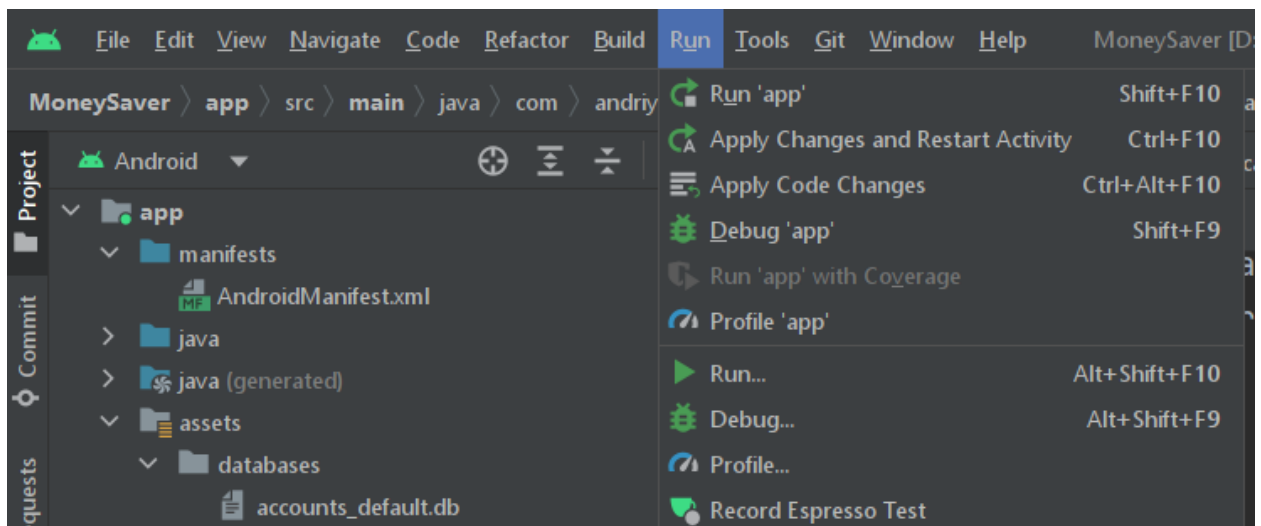 File Edit View Navigate Code Refactor Build Run Tools Git Window Help MoneySaver [D:
MoneySaver app src main java com andriy
Project
Commit
quests
Android
app
manifests
MF AndroidManifest.xml
java
java (generated)
assets
databases
accounts_default.db
Run 'app' Shift+F10
Apply Changes and Restart Activity Ctrl+F10
Apply Code Changes Ctrl+Alt+F10
Debug 'app' Shift+F9
Run 'app' with Coverage
Profile 'app'
Run... Alt+Shift+F10
Debug... Alt+Shift+F9
Profile...
Record Espresso Test